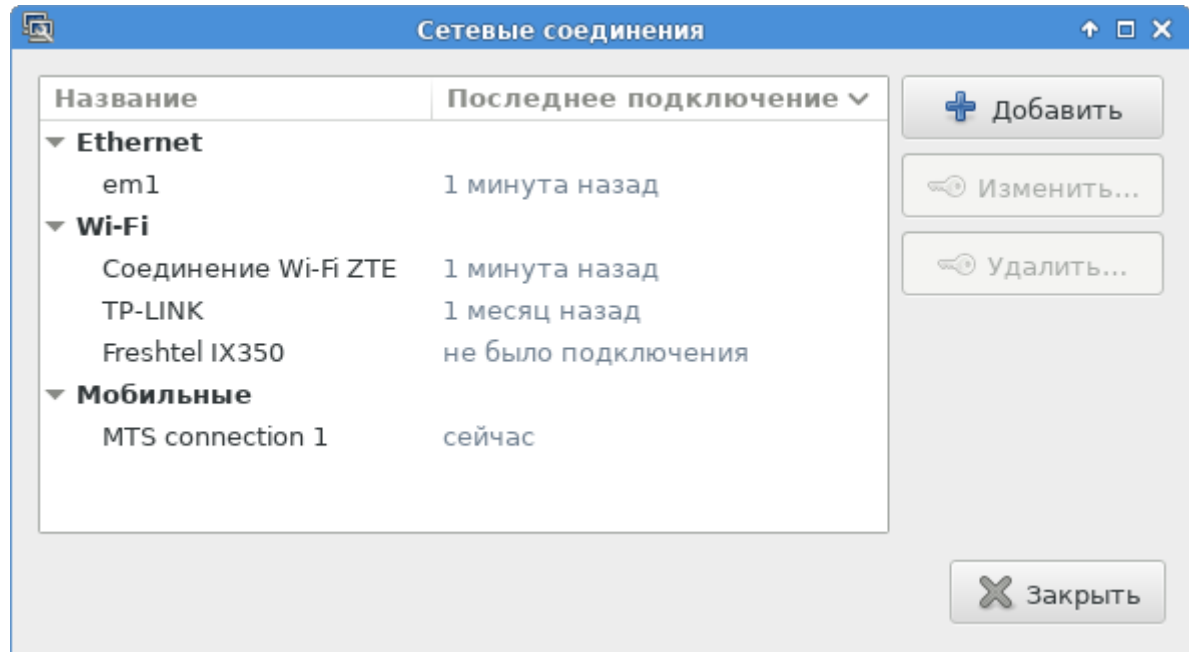 Сетевые соединения
Название Последнее подключение
Ethernet
em1 1 минута назад
Wi-Fi
Соединение Wi-Fi ZTE 1 минута назад
TP-LINK 1 месяц назад
Freshtel IX350 не было подключения
Мобильные
MTS connection 1 сейчас
Добавить
Изменить...
Удалить...
Закрыть